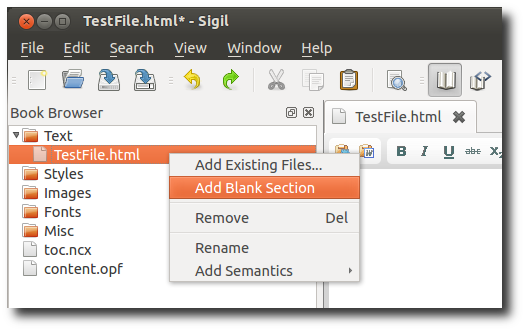 TestFile.html* - Sigil
File Edit Search View Window Help
Book Browser
Text
TestFile.html
Styles
Images
Fonts
Misc
toc.ncx
content.opf
Add Existing Files...
Add Blank Section
Remove Del
Rename
Add Semantics
TestFile.html
W
B I U abc X₂